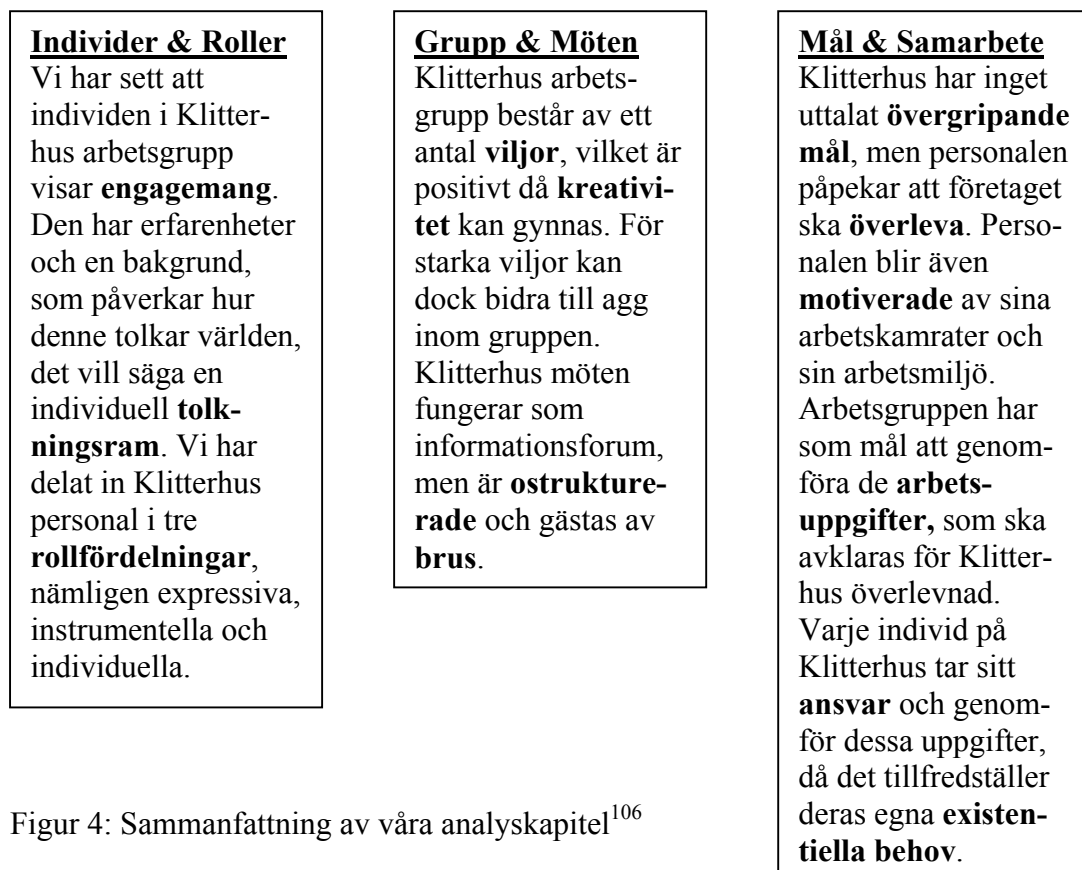 Individer & Roller
Vi har sett att
individen i Klitter-
hus arbetsgrupp
visar engagemang.
Den har erfarenheter
och en bakgrund,
som påverkar hur
denne tolkar världen,
det vill säga en
individuell tolk-
ningsram. Vi har
delat in Klitterhus
personal i tre
rollfördelningar,
nämligen expressiva,
instrumentella och
individuella.
Grupp & Möten
Klitterhus arbets-
grupp består av ett
antal viljor, vilket är
positivt då kreativi-
tet kan gynnas. För
starka viljor kan
dock bidra till agg
inom gruppen.
Klitterhus möten
fungerar som
informationsforum,
men är ostrukture-
rade och gästas av
brus.
Mål & Samarbete
Klitterhus har inget
uttalat övergripande
mål, men personalen
påpekar att företaget
ska överleva. Perso-
nalen blir även
motiverade av sina
arbetskamrater och
sin arbetsmiljö.
Arbetsgruppen har
som mål att genom-
föra de arbets-
uppgifter, som ska
avklaras för Klitter-
hus överlevnad.
Varje individ på
Klitterhus tar sitt
ansvar och genom-
för dessa uppgifter,
då det tillfredställer
deras egna existen-
tiella behov.
Figur 4: Sammanfattning av våra analyskapitel106